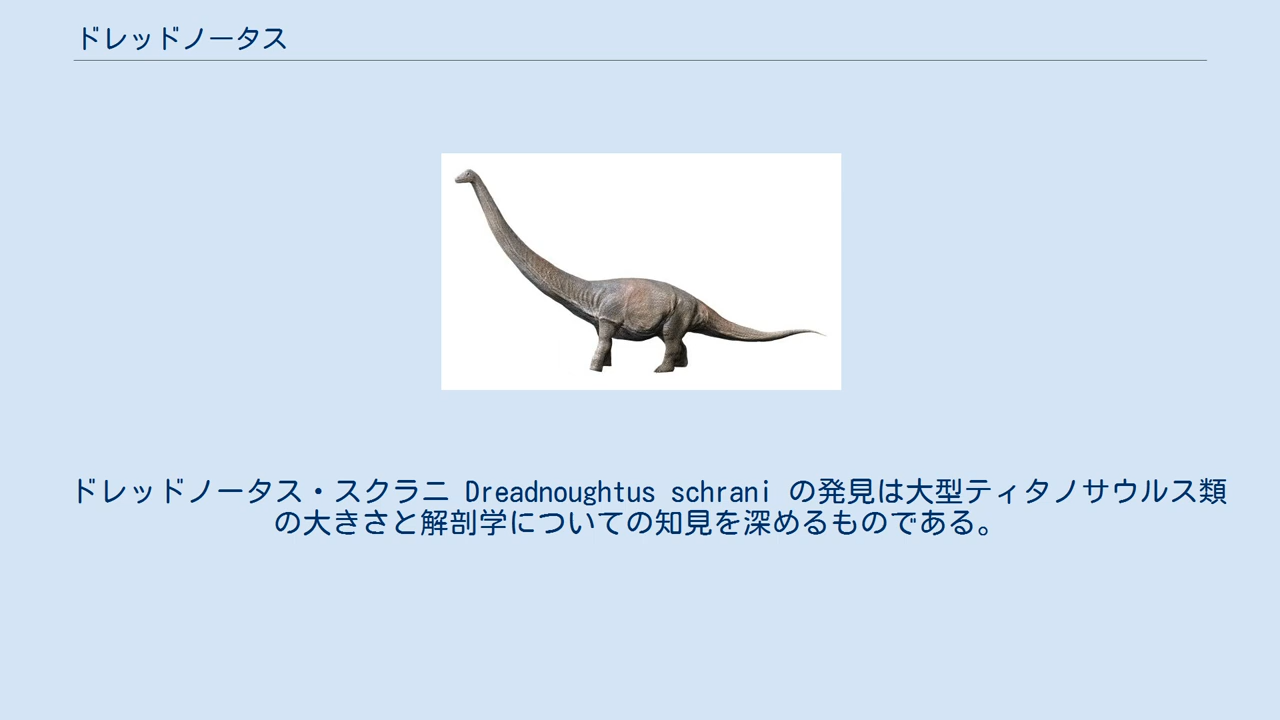 ドレッドノータス
ドレッドノータス・スクラニ Dreadnoughtus schrani の発見は大型ティタノサウルス類
の大きさと解剖学についての知見を深めるものである。